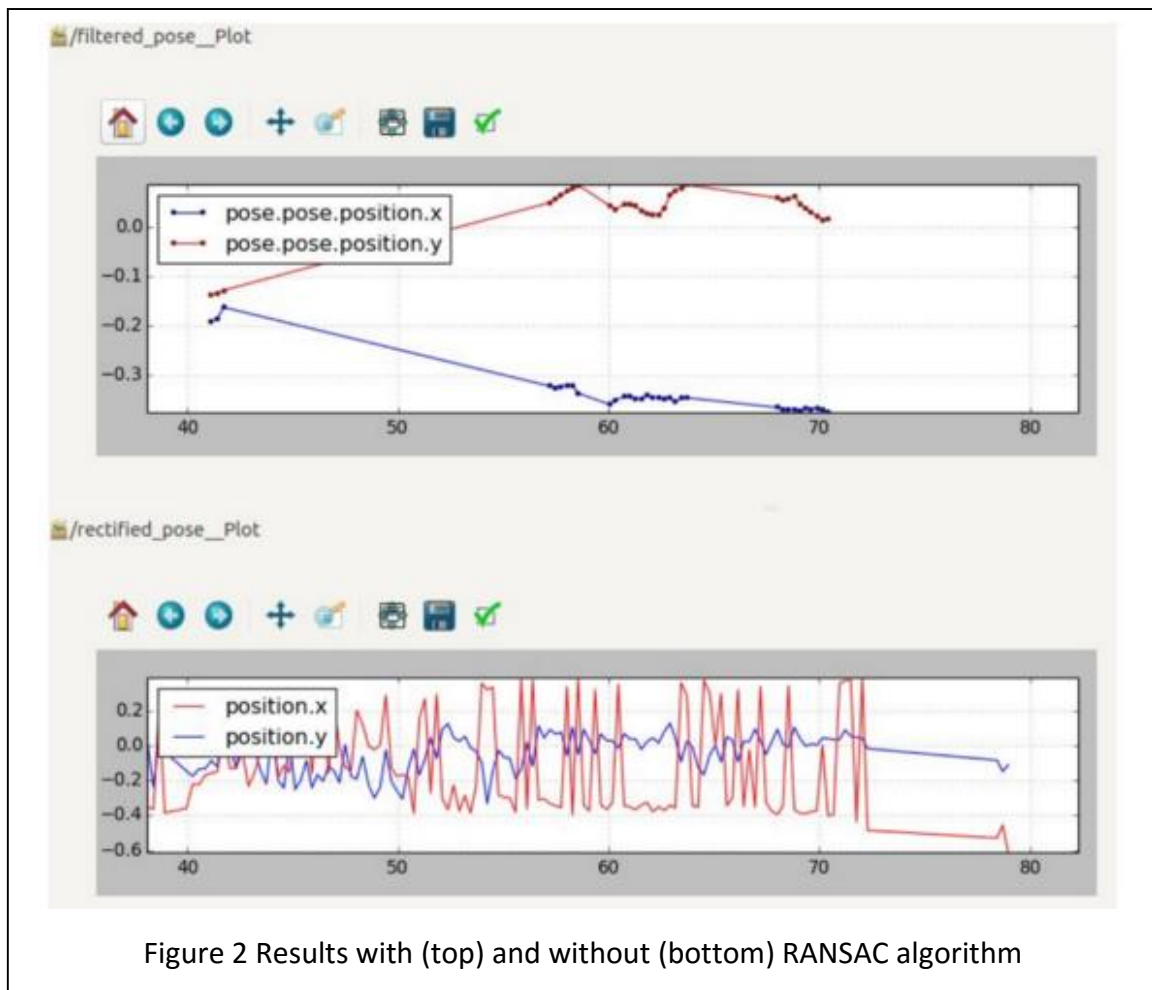 /filtered_pose__Plot
pose.pose.position.x
pose.pose.position.y
0.0
−0.1
−0.2
−0.3
40 50 60 70 80
/rectified_pose__Plot
position.x
position.y
0.2
0.0
−0.2
−0.4
−0.6
40 50 60 70 80
Figure 2 Results with (top) and without (bottom) RANSAC algorithm